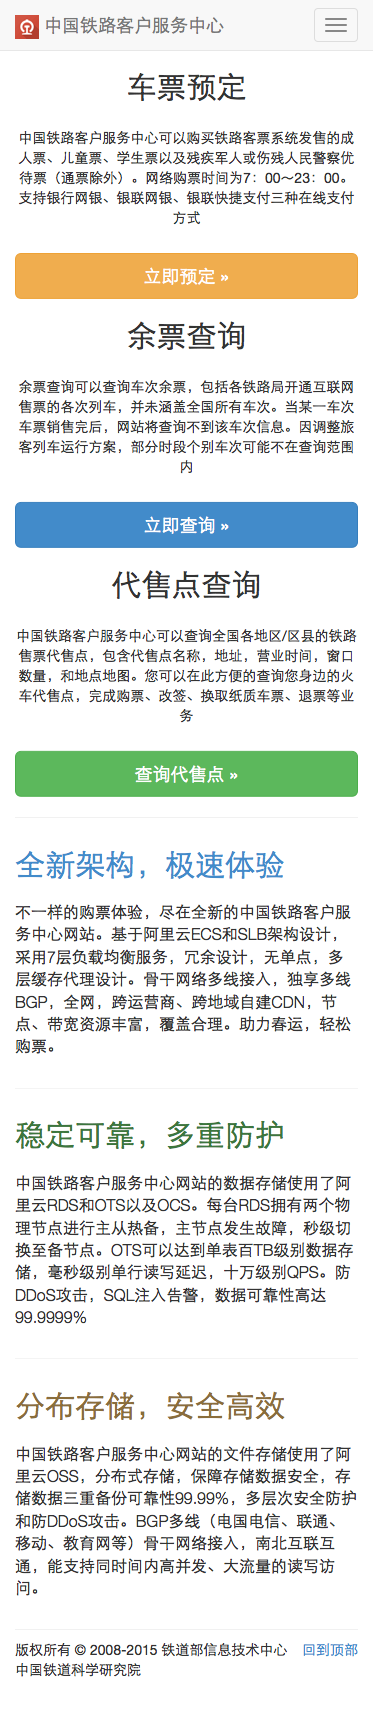 中国铁路客户服务中心
车票预定
中国铁路客户服务中心可以购买铁路客票系统发售的成
人票、儿童票、学生票以及残疾军人或伤残人民警察优
待票（通票除外）。网络购票时间为7：00～23：00。
支持银行网银、银联网银、银联快捷支付三种在线支付
方式
立即预定 »
余票查询
余票查询可以查询车次余票，包括各铁路局开通互联网
售票的各次列车，并未涵盖全国所有车次。当某一车次
车票销售完后，网站将查询不到该车次信息。因调整旅
客列车运行方案，部分时段个别车次可能不在查询范围
内
立即查询 »
代售点查询
中国铁路客户服务中心可以查询全国各地区/区县的铁路
售票代售点，包含代售点名称，地址，营业时间，窗口
数量，和地点地图。您可以在此方便的查询您身边的火
车代售点，完成购票、改签、换取纸质车票、退票等业
务
查询代售点 »
全新架构，极速体验
不一样的购票体验，尽在全新的中国铁路客户服
务中心网站。基于阿里云ECS和SLB架构设计，
采用7层负载均衡服务，冗余设计，无单点，多
层缓存代理设计。骨干网络多线接入，独享多线
BGP，全网，跨运营商、跨地域自建CDN，节
点、带宽资源丰富，覆盖合理。助力春运，轻松
购票。
稳定可靠，多重防护
中国铁路客户服务中心网站的数据存储使用了阿
里云RDS和OTS以及OCS。每台RDS拥有两个物
理节点进行主从热备，主节点发生故障，秒级切
换至备节点。OTS可以达到单表百TB级别数据存
储，毫秒级别单行读写延迟，十万级别QPS。防
DDoS攻击，SQL注入告警，数据可靠性高达
99.9999%
分布存储，安全高效
中国铁路客户服务中心网站的文件存储使用了阿
里云OSS，分布式存储，保障存储数据安全，存
储数据三重备份可靠性99.99%，多层次安全防护
和防DDoS攻击。BGP多线（电国电信、联通、
移动、教育网等）骨干网络接入，南北互联互
通，能支持同时间内高并发、大流量的读写访
问。
版权所有 © 2008-2015 铁道部信息技术中心 回到顶部
中国铁道科学研究院